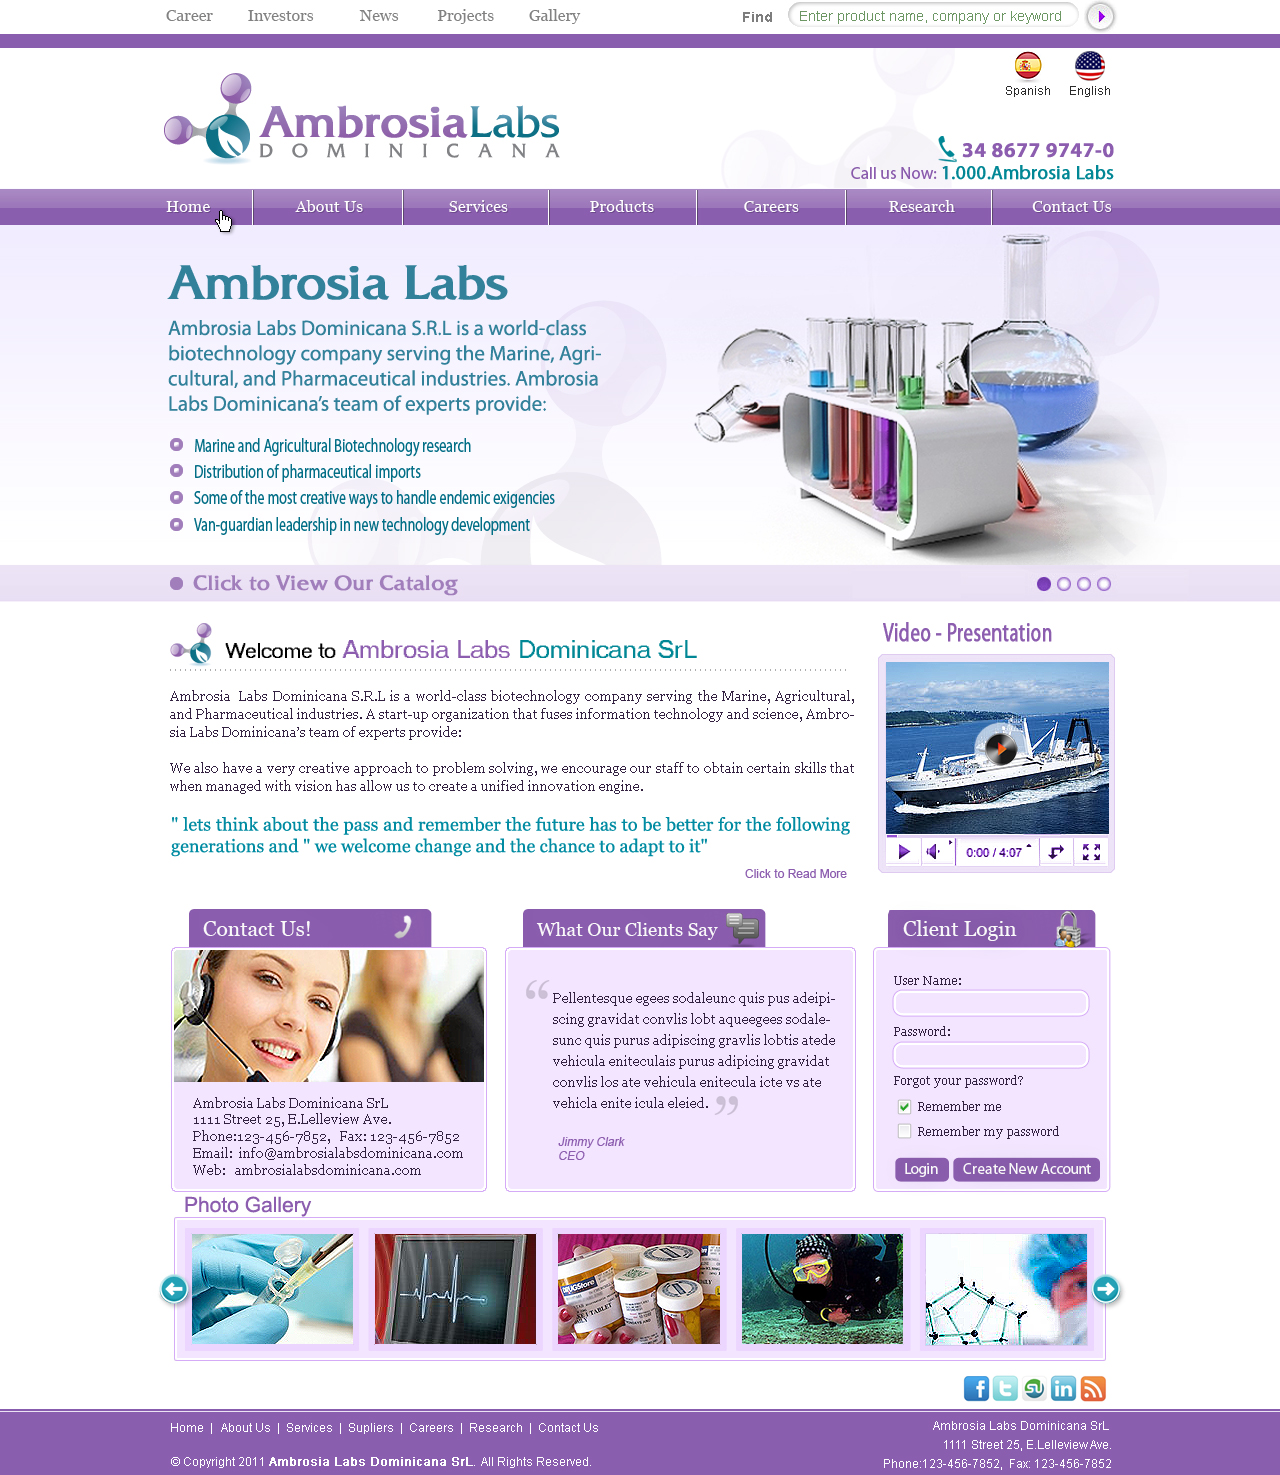 Career Investors News Projects Gallery Find Enter product name, company or keyword
Spanish English
AmbrosiaLabs
DOMINICANA
34 8677 9747-0
Call us Now: 1.000.Ambrosia Labs
Home About Us Services Products Careers Research Contact Us
Ambrosia Labs
Ambrosia Labs Dominicana S.R.L is a world-class
biotechnology company serving the Marine, Agri-
cultural, and Pharmaceutical industries. Ambrosia
Labs Dominicana's team of experts provide:
Marine and Agricultural Biotechnology research
Distribution of pharmaceutical imports
Some of the most creative ways to handle endemic exigencies
Van-guardian leadership in new technology development
Click to View Our Catalog
Welcome to Ambrosia Labs Dominicana SrL
Ambrosia Labs Dominicana S.R.L is a world-class biotechnology company serving the Marine, Agricultural,
and Pharmaceutical industries. A start-up organization that fuses information technology and science, Ambro-
sia Labs Dominicana's team of experts provide:
We also have a very creative approach to problem solving, we encourage our staff to obtain certain skills that
when managed with vision has allow us to create a unified innovation engine.
" lets think about the pass and remember the future has to be better for the following
generations and " we welcome change and the chance to adapt to it"
Click to Read More
Video - Presentation
0:00 / 4:07
Contact Us!
Ambrosia Labs Dominicana SrL
1111 Street 25, E.Lelleview Ave.
Phone:123-456-7852, Fax: 123-456-7852
Email: info@ambrosialabsdominicana.com
Web: ambrosialabsdominicana.com
What Our Clients Say
“ Pellentesque egees sodaleunc quis pus adeipi-
scing gravidat convlis lobt aqueegees sodale-
sunc quis purus adipiscing gravlis lobtis atede
vehicula eniteculais purus adipicing gravidat
convlis los ate vehicula enitecula icte vs ate
vehicla enite icula eleied. ”
Jimmy Clark
CEO
Client Login
User Name:
Password:
Forgot your password?
Remember me
Remember my password
Login Create New Account
Photo Gallery
DRUGStore
TABLET
Home | About Us | Services | Supliers | Careers | Research | Contact Us
© Copyright 2011 Ambrosia Labs Dominicana SrL. All Rights Reserved.
Ambrosia Labs Dominicana SrL
1111 Street 25, E.Lelleview Ave.
Phone:123-456-7852, Fax: 123-456-7852